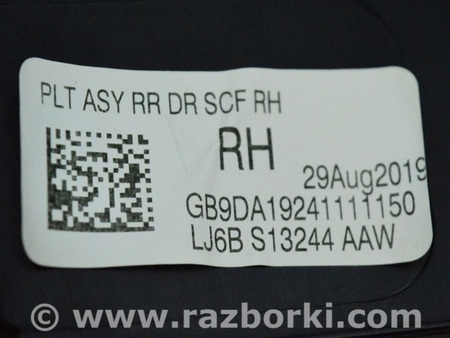 PLT ASY RR DR SCF RH
RH
29Aug2019
GB9DA19241111150
LJ6B S13244 AAW
© www.razborki.com